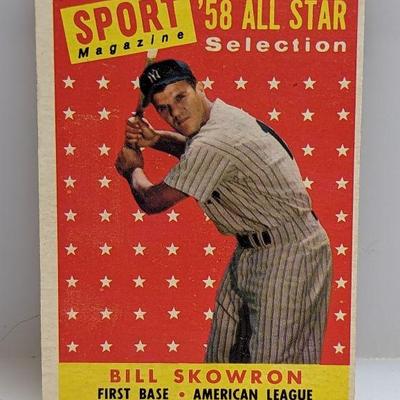 SPORT
Magazine
'58 ALL STAR
Selection
BILL SKOWRON
FIRST BASE • AMERICAN LEAGUE